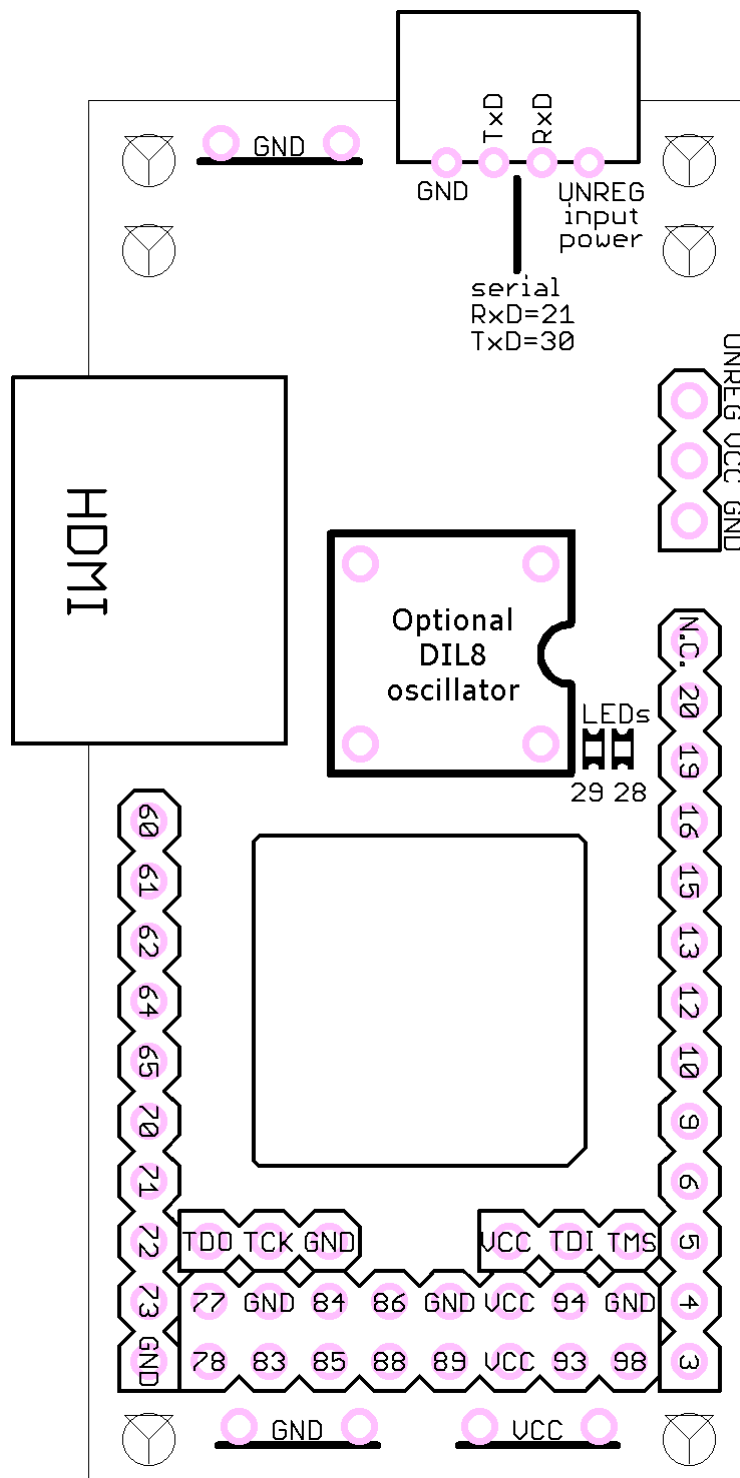 TxD
RxD
GND
GND
UNREG
input
power
serial
RxD=21
TxD=30
UNREG VCC GND
HDMI
Optional
DIL8
oscillator
LEDs
29 28
N.C.
20
19
16
15
13
12
10
9
6
5
4
3
60
61
62
64
65
70
71
72
73
GND
TDO TCK GND
VCC TDI TMS
77 GND 84 86 GND VCC 94 GND
78 83 85 88 89 VCC 93 98
GND
VCC